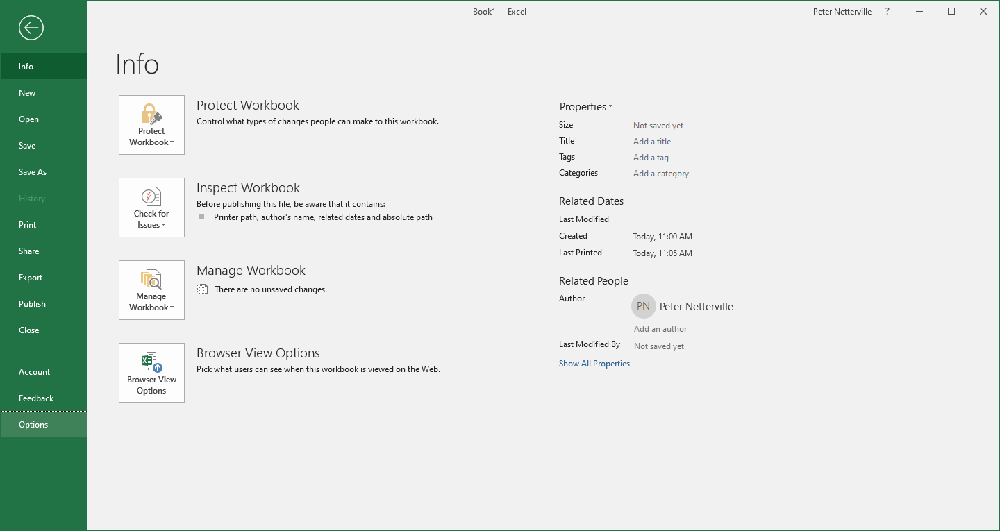 Book1 - Excel
Peter Netterville
?
Info
New
Open
Save
Save As
History
Print
Share
Export
Publish
Close
Account
Feedback
Options
Info
Protect
Workbook
Protect Workbook
Control what types of changes people can make to this workbook.
Check for
Issues
Inspect Workbook
Before publishing this file, be aware that it contains:
Printer path, author's name, related dates and absolute path
Manage
Workbook
Manage Workbook
There are no unsaved changes.
Browser View
Options
Browser View Options
Pick what users can see when this workbook is viewed on the Web.
Properties
Size Not saved yet
Title Add a title
Tags Add a tag
Categories Add a category
Related Dates
Last Modified
Created Today, 11:00 AM
Last Printed Today, 11:05 AM
Related People
Author PN Peter Netterville
Add an author
Last Modified By Not saved yet
Show All Properties